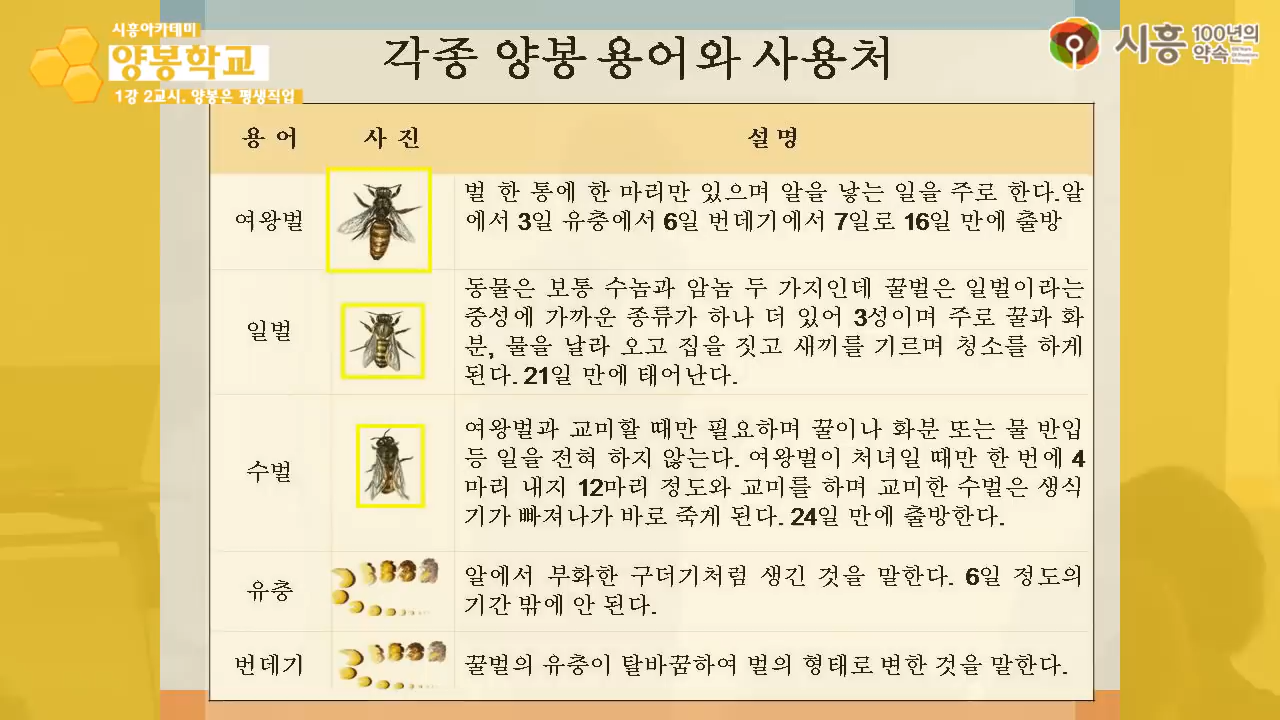 시흥아카데미
양봉학교
1강 2교시. 양봉은 평생직업
각종 양봉 용어와 사용처
시흥 100년의
약속
용 어 사 진 설 명
여왕벌
벌 한 통에 한 마리만 있으며 알을 낳는 일을 주로 한다.알
에서 3일 유충에서 6일 번데기에서 7일로 16일 만에 출방
일벌
동물은 보통 수놈과 암놈 두 가지인데 꿀벌은 일벌이라는
중성에 가까운 종류가 하나 더 있어 3성이며 주로 꿀과 화
분, 물을 날라 오고 집을 짓고 새끼를 기르며 청소를 하게
된다. 21일 만에 태어난다.
수벌
여왕벌과 교미할 때만 필요하며 꿀이나 화분 또는 물 반입
등 일을 전혀 하지 않는다. 여왕벌이 처녀일 때만 한 번에 4
마리 내지 12마리 정도와 교미를 하며 교미한 수벌은 생식
기가 빠져나가 바로 죽게 된다. 24일 만에 출방한다.
유충
알에서 부화한 구더기처럼 생긴 것을 말한다. 6일 정도의
기간 밖에 안 된다.
번데기
꿀벌의 유충이 탈바꿈하여 벌의 형태로 변한 것을 말한다.